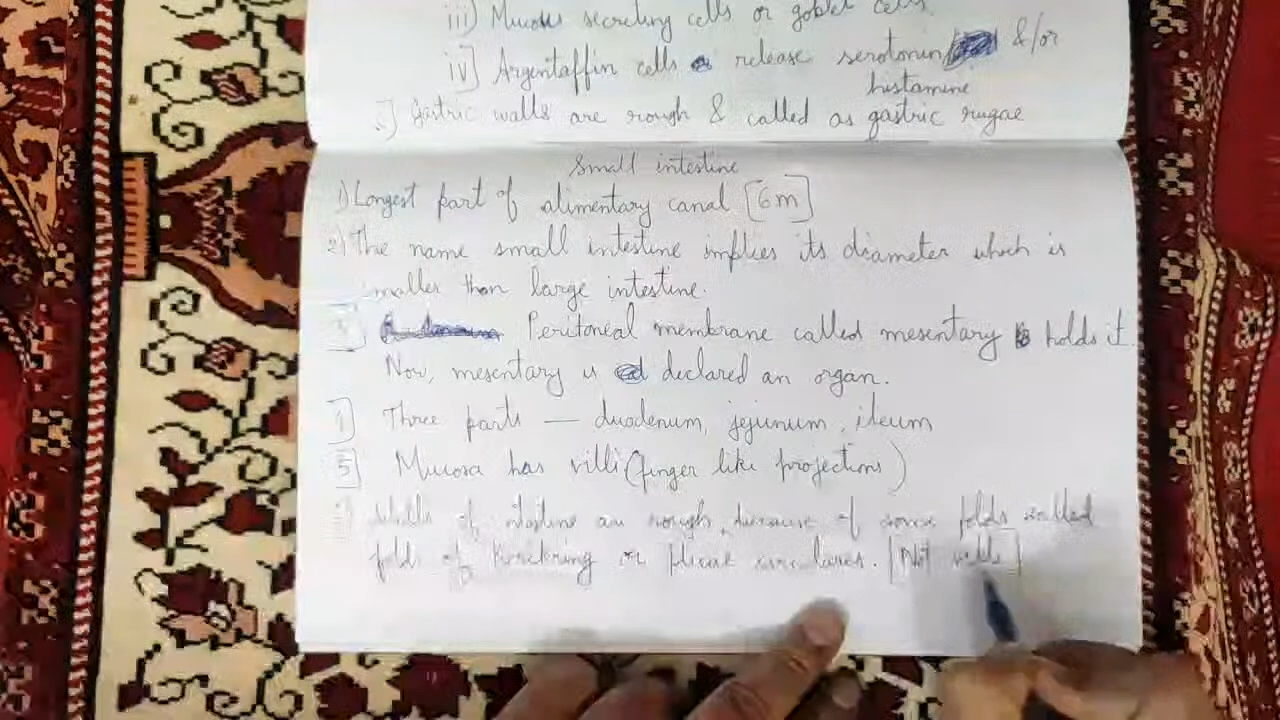 iii) Mucous secreting cells or goblet cells.
iv] Argentaffin cells release serotonin &/or
histamine
5] Gastric walls are rough & called as gastric rugae
Small intestine
1) Longest part of alimentary canal [6m]
2) The name small intestine implies its diameter which is
smaller than large intestine.
3] Peritoneal membrane called mesentary holds it.
Now, mesentary is declared an organ.
4] Three parts — duodenum, jejunum, ileum
5] Mucosa has villi (finger like projections)
Walls of intestine are rough because of some folds called
folds of Kerckring or plicae circulares. [Not villi]